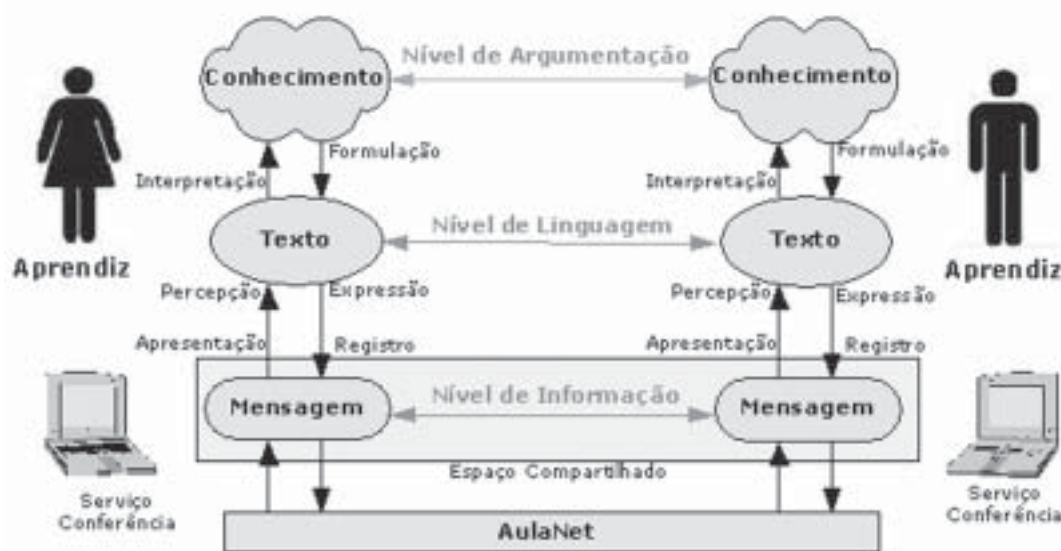 Nível de Argumentação
Conhecimento
Conhecimento
Formulação
Formulação
Interpretação
Interpretação
Texto
Nível de Linguagem
Texto
Aprendiz
Aprendiz
Percepção
Expressão
Percepção
Expressão
Apresentação
Registro
Apresentação
Registro
Mensagem
Nível de Informação
Mensagem
Espaço Compartilhado
Serviço
Conferência
Serviço
Conferência
AulaNet